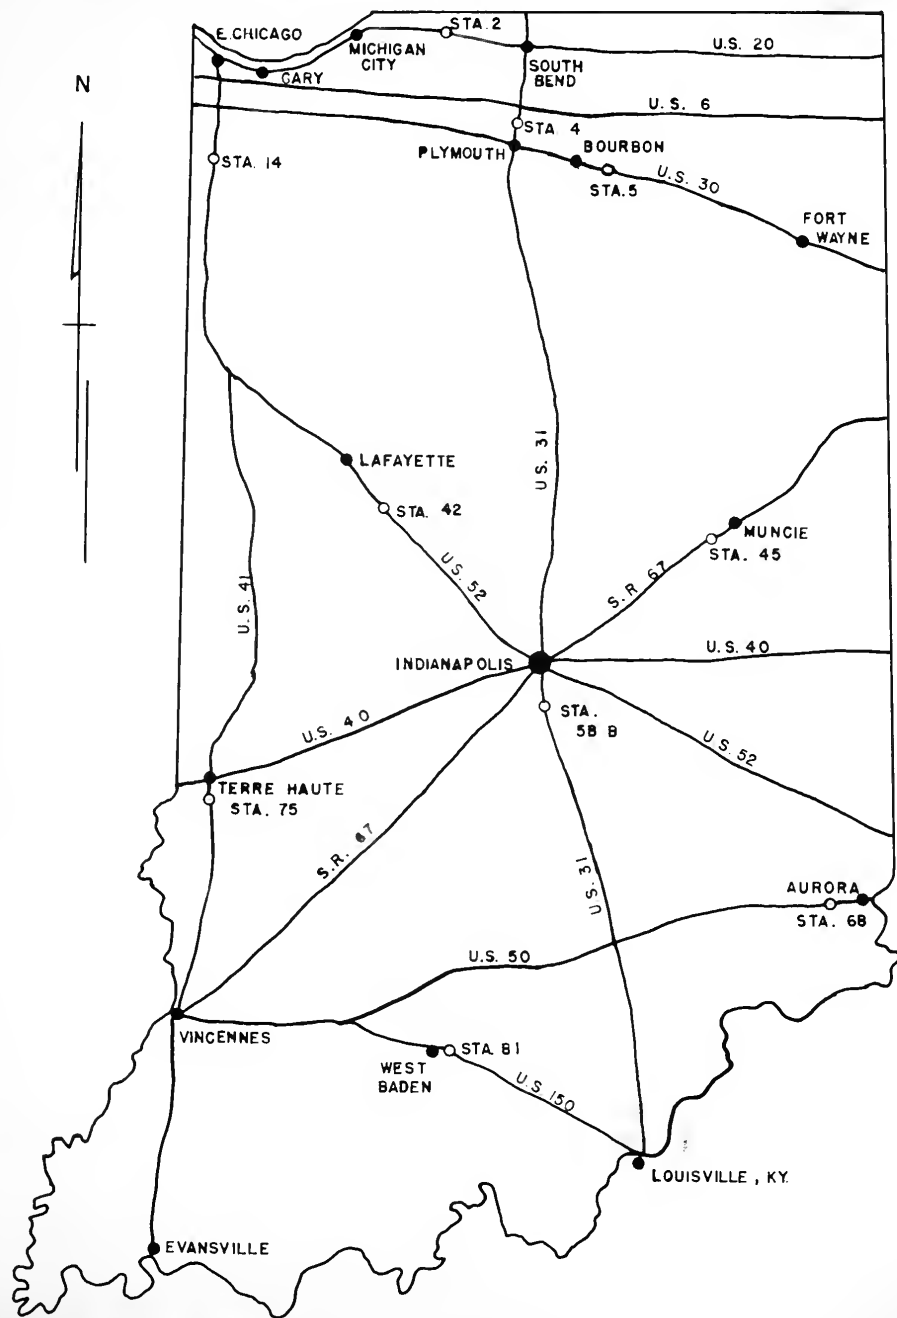 STA. 2
E. CHICAGO
MICHIGAN
CITY
U.S. 20
GARY
SOUTH
BEND
N
U.S. 6
STA. 4
PLYMOUTH
BOURBON
STA. 14
STA. 5
U.S. 30
FORT
WAYNE
U.S. 31
LAFAYETTE
STA. 42
MUNCIE
STA. 45
U.S. 52
S.R. 67
U.S. 41
U.S. 40
INDIANAPOLIS
STA.
58 B
U.S. 40
U.S. 52
TERRE HAUTE
STA. 75
S.R. 67
U.S. 31
AURORA
STA. 68
U.S. 50
VINCENNES
STA. 81
WEST
BADEN
U.S. 150
LOUISVILLE, KY.
EVANSVILLE